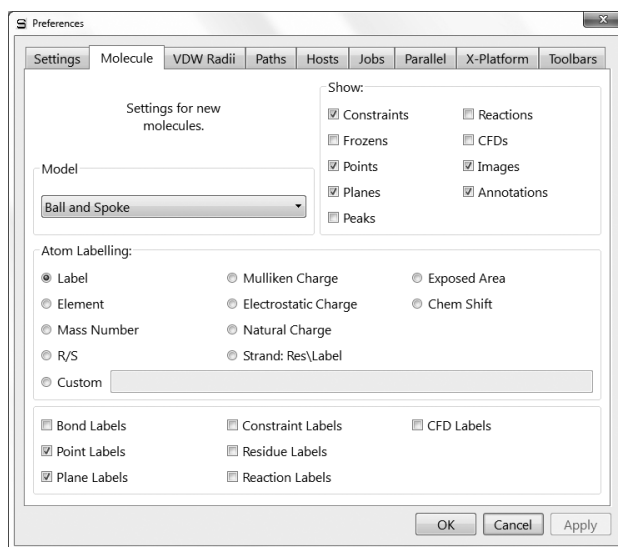 Preferences
Settings Molecule VDW Radii Paths Hosts Jobs Parallel X-Platform Toolbars
Settings for new
molecules.
Show:
Constraints Reactions
Frozens CFDs
Points Images
Planes Annotations
Peaks
Model
Ball and Spoke
Atom Labelling:
Label Mulliken Charge Exposed Area
Element Electrostatic Charge Chem Shift
Mass Number Natural Charge
R/S Strand: Res\Label
Custom
Bond Labels Constraint Labels CFD Labels
Point Labels Residue Labels
Plane Labels Reaction Labels
OK Cancel Apply